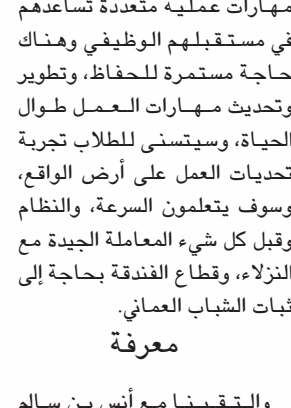 مهارات عملية متعددة تساعدهم
في مستقبلهم الوظيفي وهناك
حاجة مستمرة للحفاظ، وتطوير
وتحديث مهارات العمل طوال
الحياة، وسيتسنى للطلاب تجربة
تحديات العمل على أرض الواقع،
وسوف يتعلمون السرعة، والنظام
وقبل كل شيء المعاملة الجيدة مع
النزلاء، وقطاع الفندقة بحاجة إلى
ثبات الشباب العماني.
معرفة
والتقينا مع أنس بن سالم